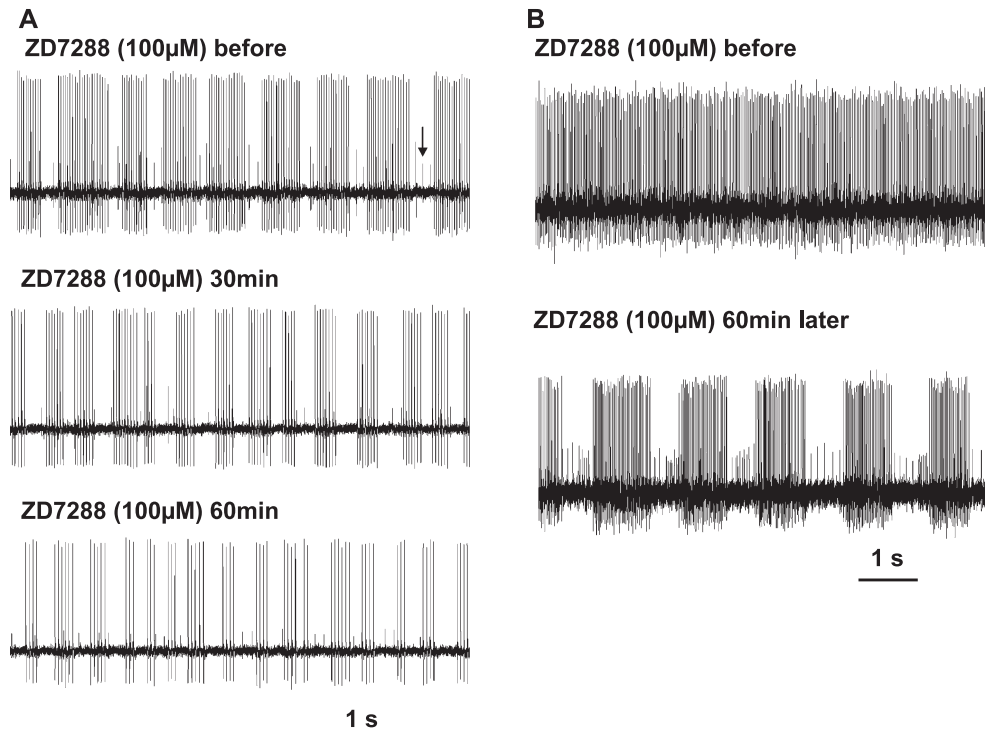 A
ZD7288 (100µM) before
ZD7288 (100µM) 30min
ZD7288 (100µM) 60min
1 s
B
ZD7288 (100µM) before
ZD7288 (100µM) 60min later
1 s